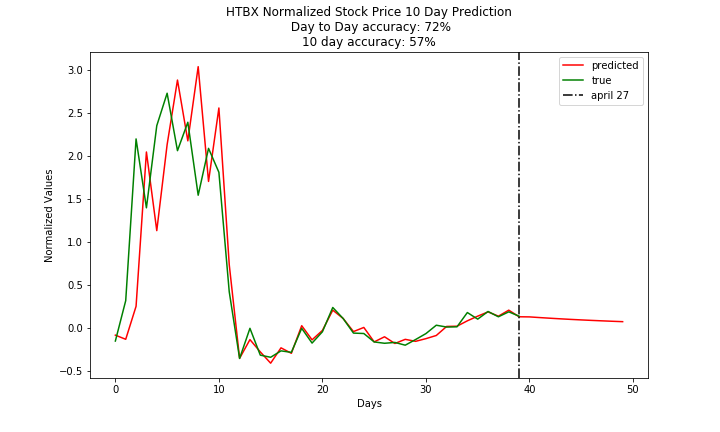 HTBX Normalized Stock Price 10 Day Prediction
Day to Day accuracy: 72%
10 day accuracy: 57%
predicted
true
april 27
Normalized Values
3.0
2.5
2.0
1.5
1.0
0.5
0.0
−0.5
0 10 20 30 40 50
Days